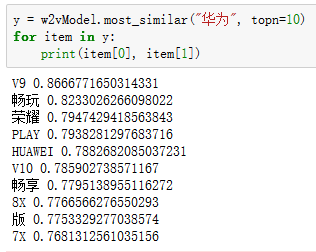 y = w2vModel.most_similar("华为", topn=10)
for item in y:
    print(item[0], item[1])
V9 0.8666771650314331
畅玩 0.8233026266098022
荣耀 0.7947429418563843
PLAY 0.7938281297683716
HUAWEI 0.7882682085037231
V10 0.785902738571167
畅享 0.7795138955116272
8X 0.7766566276550293
版 0.7753329277038574
7X 0.7681312561035156